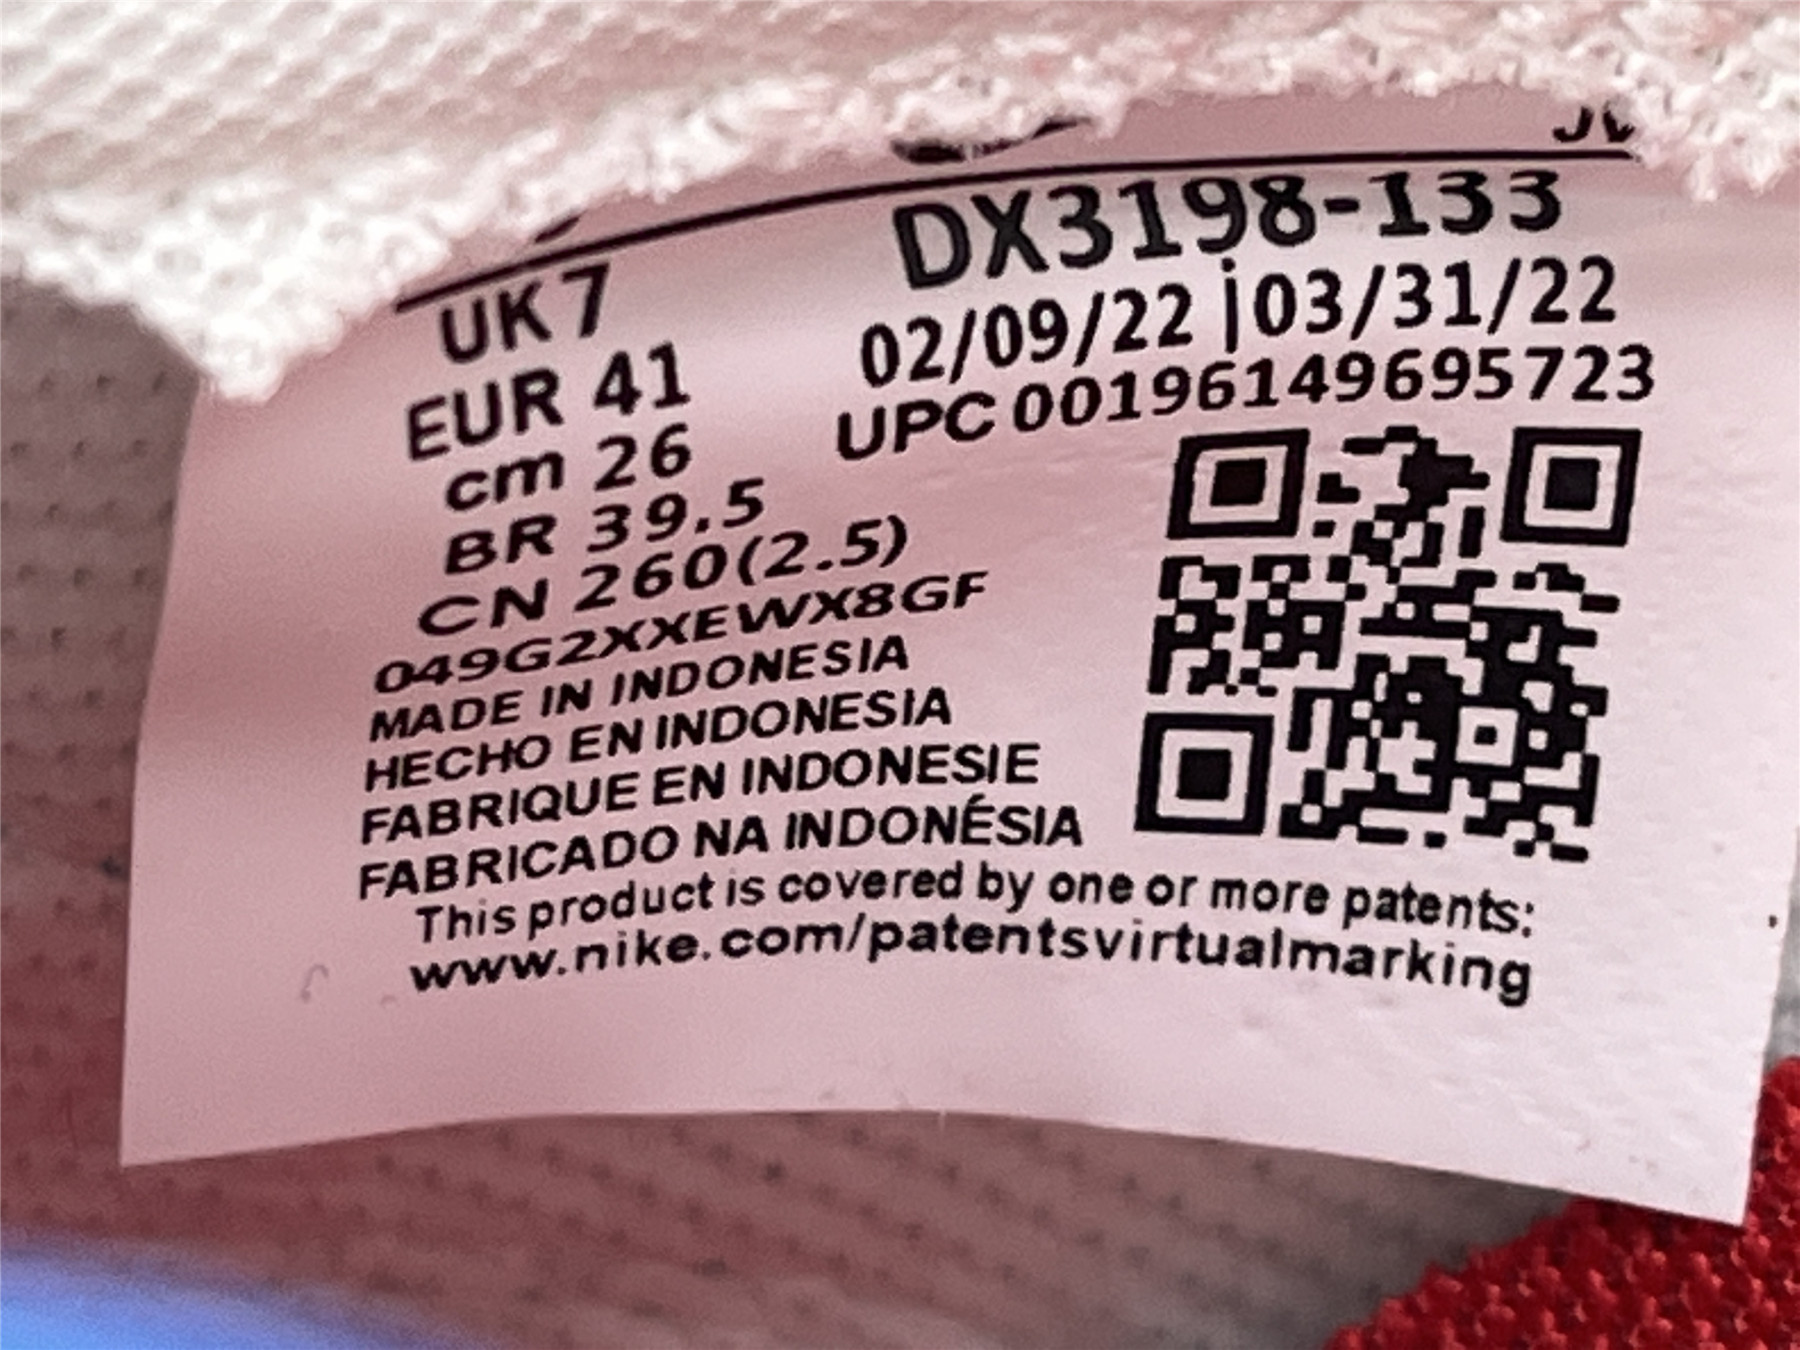 DX3198-133
UK 7
02/09/22 | 03/31/22
EUR 41
UPC 00196149695723
cm 26
BR 39.5
CN 260(2.5)
049G2XXEWX8GF
MADE IN INDONESIA
HECHO EN INDONESIA
FABRIQUE EN INDONESIE
FABRICADO NA INDONÉSIA
This product is covered by one or more patents:
www.nike.com/patentsvirtualmarking